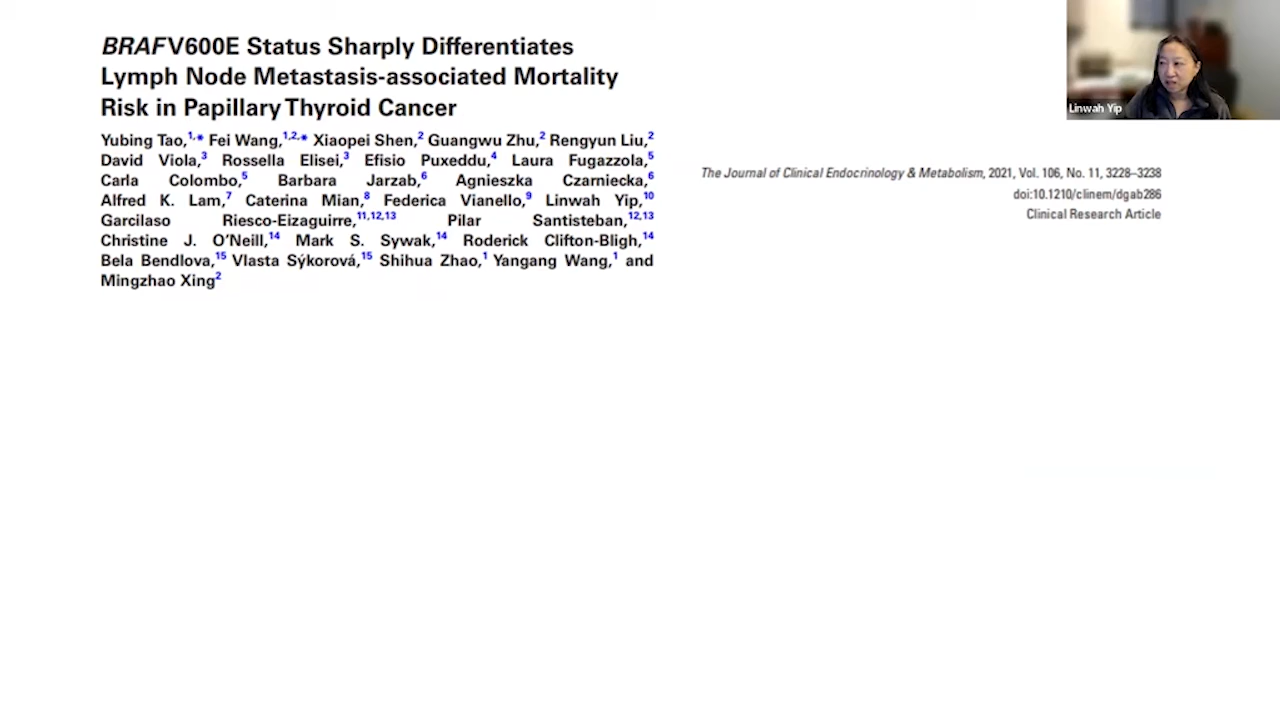 BRAFV600E Status Sharply Differentiates
Lymph Node Metastasis-associated Mortality
Risk in Papillary Thyroid Cancer
Yubing Tao,1,* Fei Wang,1,2,* Xiaopei Shen,2 Guangwu Zhu,2 Rengyun Liu,2
David Viola,3 Rossella Elisei,3 Efisio Puxeddu,4 Laura Fugazzola,5
Carla Colombo,5 Barbara Jarzab,6 Agnieszka Czarniecka,6
Alfred K. Lam,7 Caterina Mian,8 Federica Vianello,9 Linwah Yip,10
Garcilaso Riesco-Eizaguirre,11,12,13 Pilar Santisteban,12,13
Christine J. O’Neill,14 Mark S. Sywak,14 Roderick Clifton-Bligh,14
Bela Bendlova,15 Vlasta Sýkorová,15 Shihua Zhao,1 Yangang Wang,1 and
Mingzhao Xing2
The Journal of Clinical Endocrinology & Metabolism, 2021, Vol. 106, No. 11, 3228–3238
doi:10.1210/clinem/dgab286
Clinical Research Article
Linwah Yip